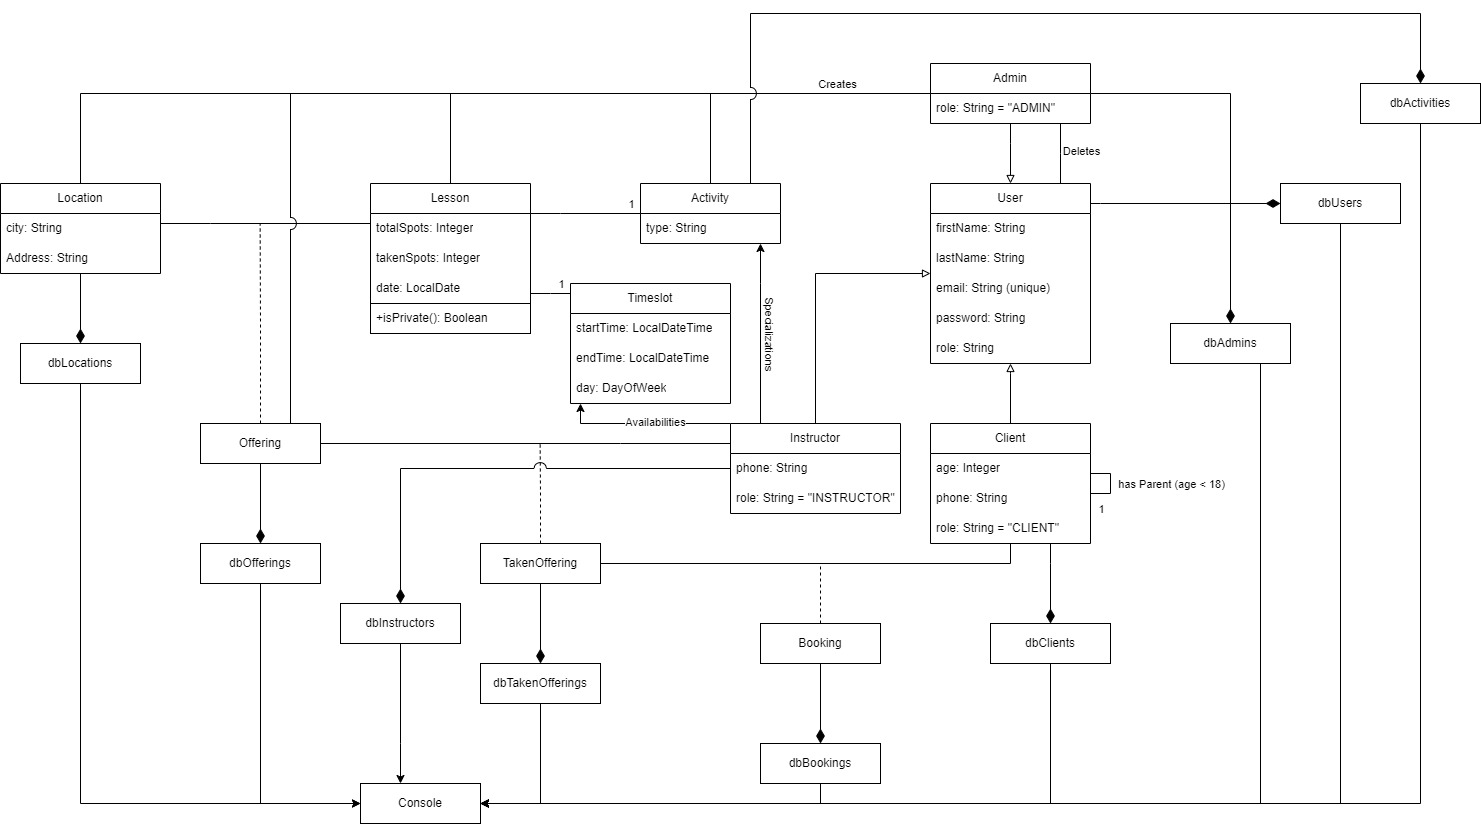 Creates
Admin
role: String = "ADMIN"
dbActivities
Deletes
Location
city: String
Address: String
Lesson
totalSpots: Integer
takenSpots: Integer
date: LocalDate
+isPrivate(): Boolean
1
Activity
type: String
User
firstName: String
lastName: String
email: String (unique)
password: String
role: String
dbUsers
1
Timeslot
startTime: LocalDateTime
endTime: LocalDateTime
day: DayOfWeek
Specializations
dbAdmins
dbLocations
Availabilities
Offering
Instructor
phone: String
role: String = "INSTRUCTOR"
Client
age: Integer
phone: String
role: String = "CLIENT"
has Parent (age < 18)
1
dbOfferings
TakenOffering
dbInstructors
Booking
dbClients
dbTakenOfferings
dbBookings
Console